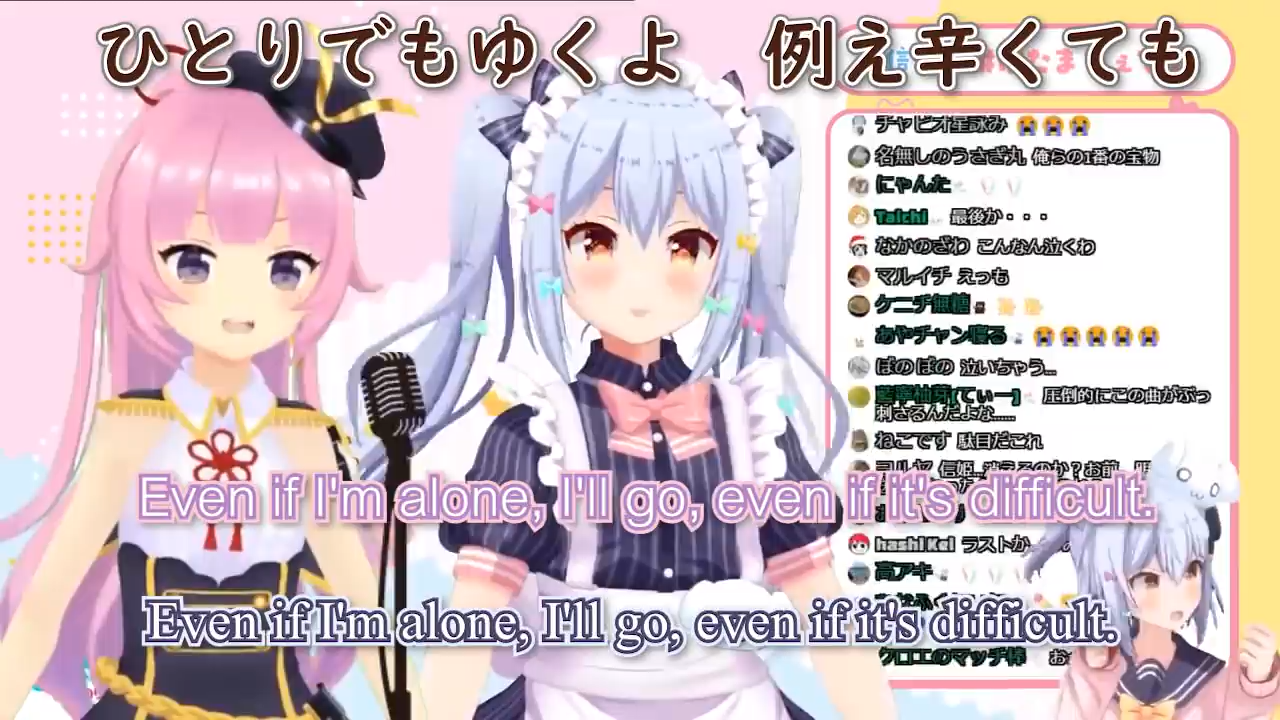 ひとりでもゆくよ 例え辛くても
チャピオ星詠み 😭😭😭
名無しのうさぎ丸 俺らの1番の宝物
にゃんた
Taichi 最後か・・・
なかのざわ こんなん泣くわ
マルイチ えっも
ケニチ無糖
あやチャン寝る 😭😭😭😭😭
ぽのぽの 泣いちゃう...
圧倒的にこの曲がぶっ
刺さるんだよな......
ねこです 駄目だこれ
Even if I'm alone, I'll go, even if it's difficult.
hashi Kei ラストか
高アキ
Even if I'm alone, I'll go, even if it's difficult.
クロエのマッチ棒